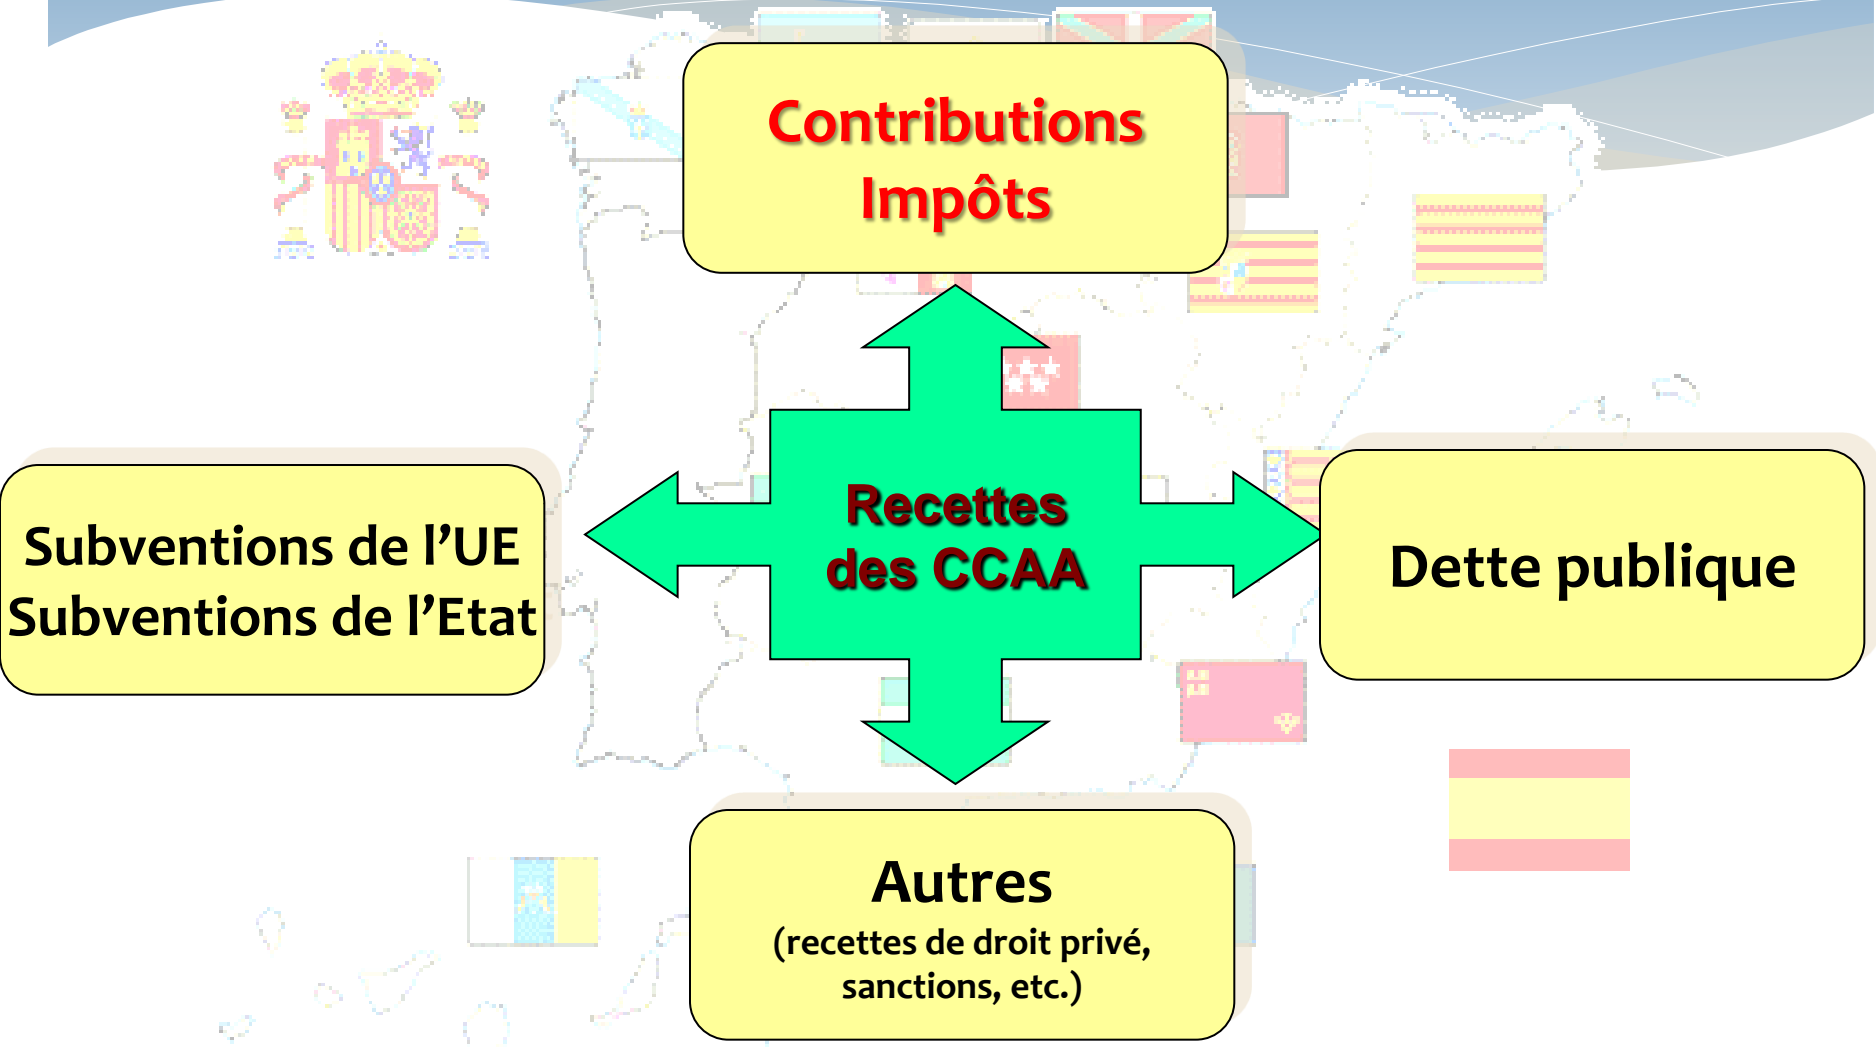 Contributions
Impôts
Subventions de l’UE
Subventions de l’Etat
Recettes
des CCAA
Dette publique
Autres
(recettes de droit privé,
sanctions, etc.)